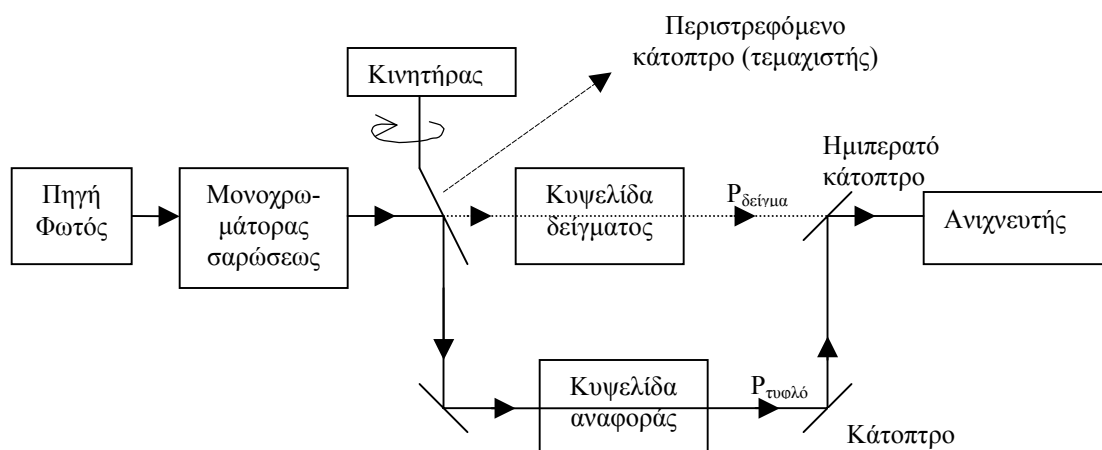 Περιστρεφόμενο
κάτοπτρο (τεμαχιστής)
Κινητήρας
Ημιπερατό
κάτοπτρο
Πηγή
Φωτός
Μονοχρω-
μάτορας
σαρώσεως
Κυψελίδα
δείγματος
Pδείγμα
Ανιχνευτής
Κυψελίδα
αναφοράς
Pτυφλό
Κάτοπτρο